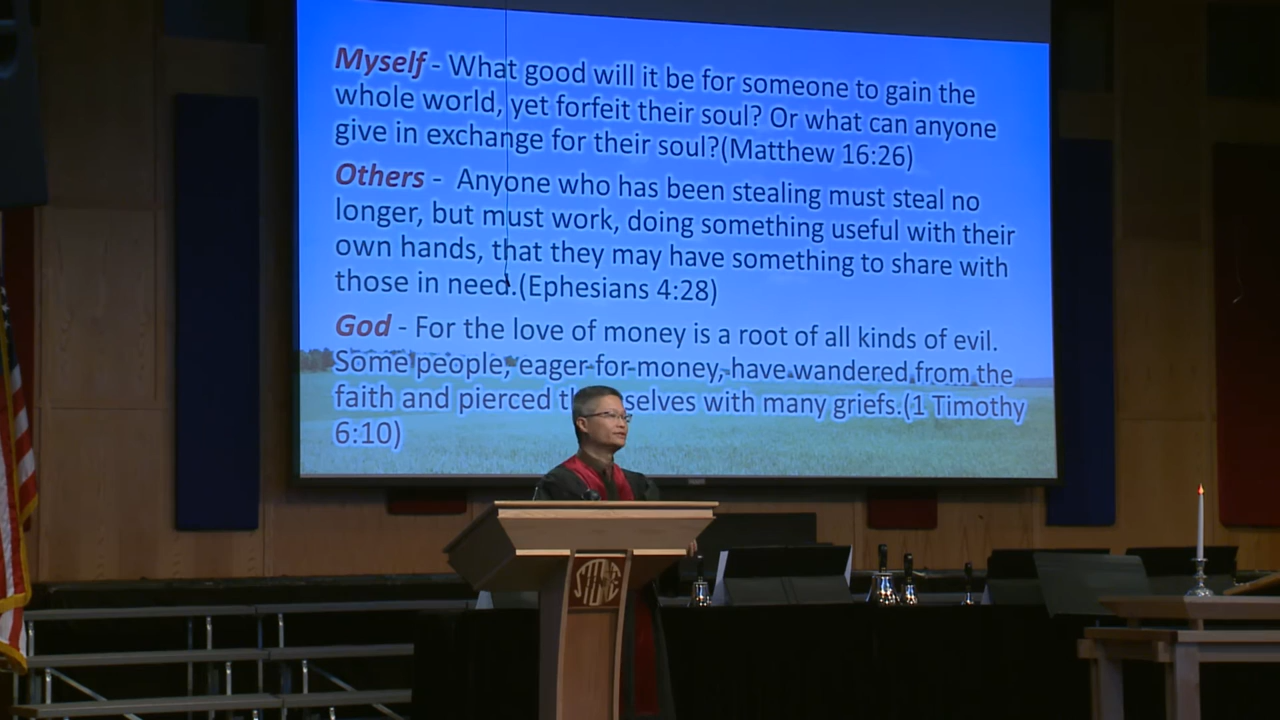 Myself - What good will it be for someone to gain the
whole world, yet forfeit their soul? Or what can anyone
give in exchange for their soul?(Matthew 16:26)
Others - Anyone who has been stealing must steal no
longer, but must work, doing something useful with their
own hands, that they may have something to share with
those in need.(Ephesians 4:28)
God - For the love of money is a root of all kinds of evil.
Some people, eager for money, have wandered from the
faith and pierced selves with many griefs.(1 Timothy
6:10)